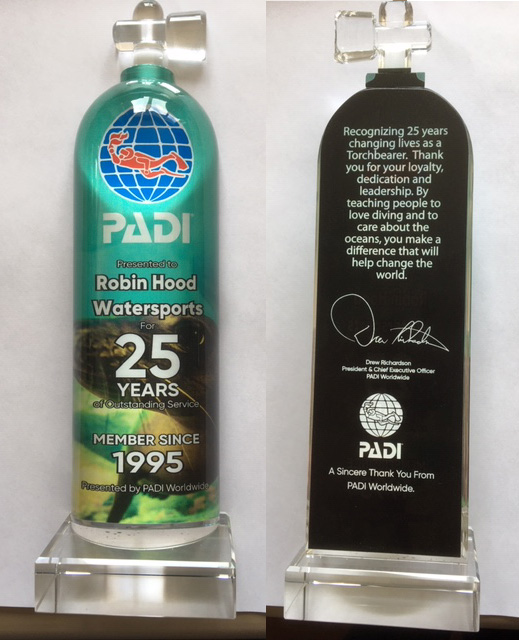 PADI
Presented to
Robin Hood
Watersports
For
25
YEARS
of Outstanding Service
MEMBER SINCE
1995
Presented by PADI Worldwide
Recognizing 25 years
changing lives as a
Torchbearer. Thank
you for your loyalty,
dedication and
leadership. By
teaching people to
love diving and to
care about the
oceans, you make a
difference that will
help change the
world.
Drew Richardson
President & Chief Executive Officer
PADI Worldwide
PADI
A Sincere Thank You From
PADI Worldwide.